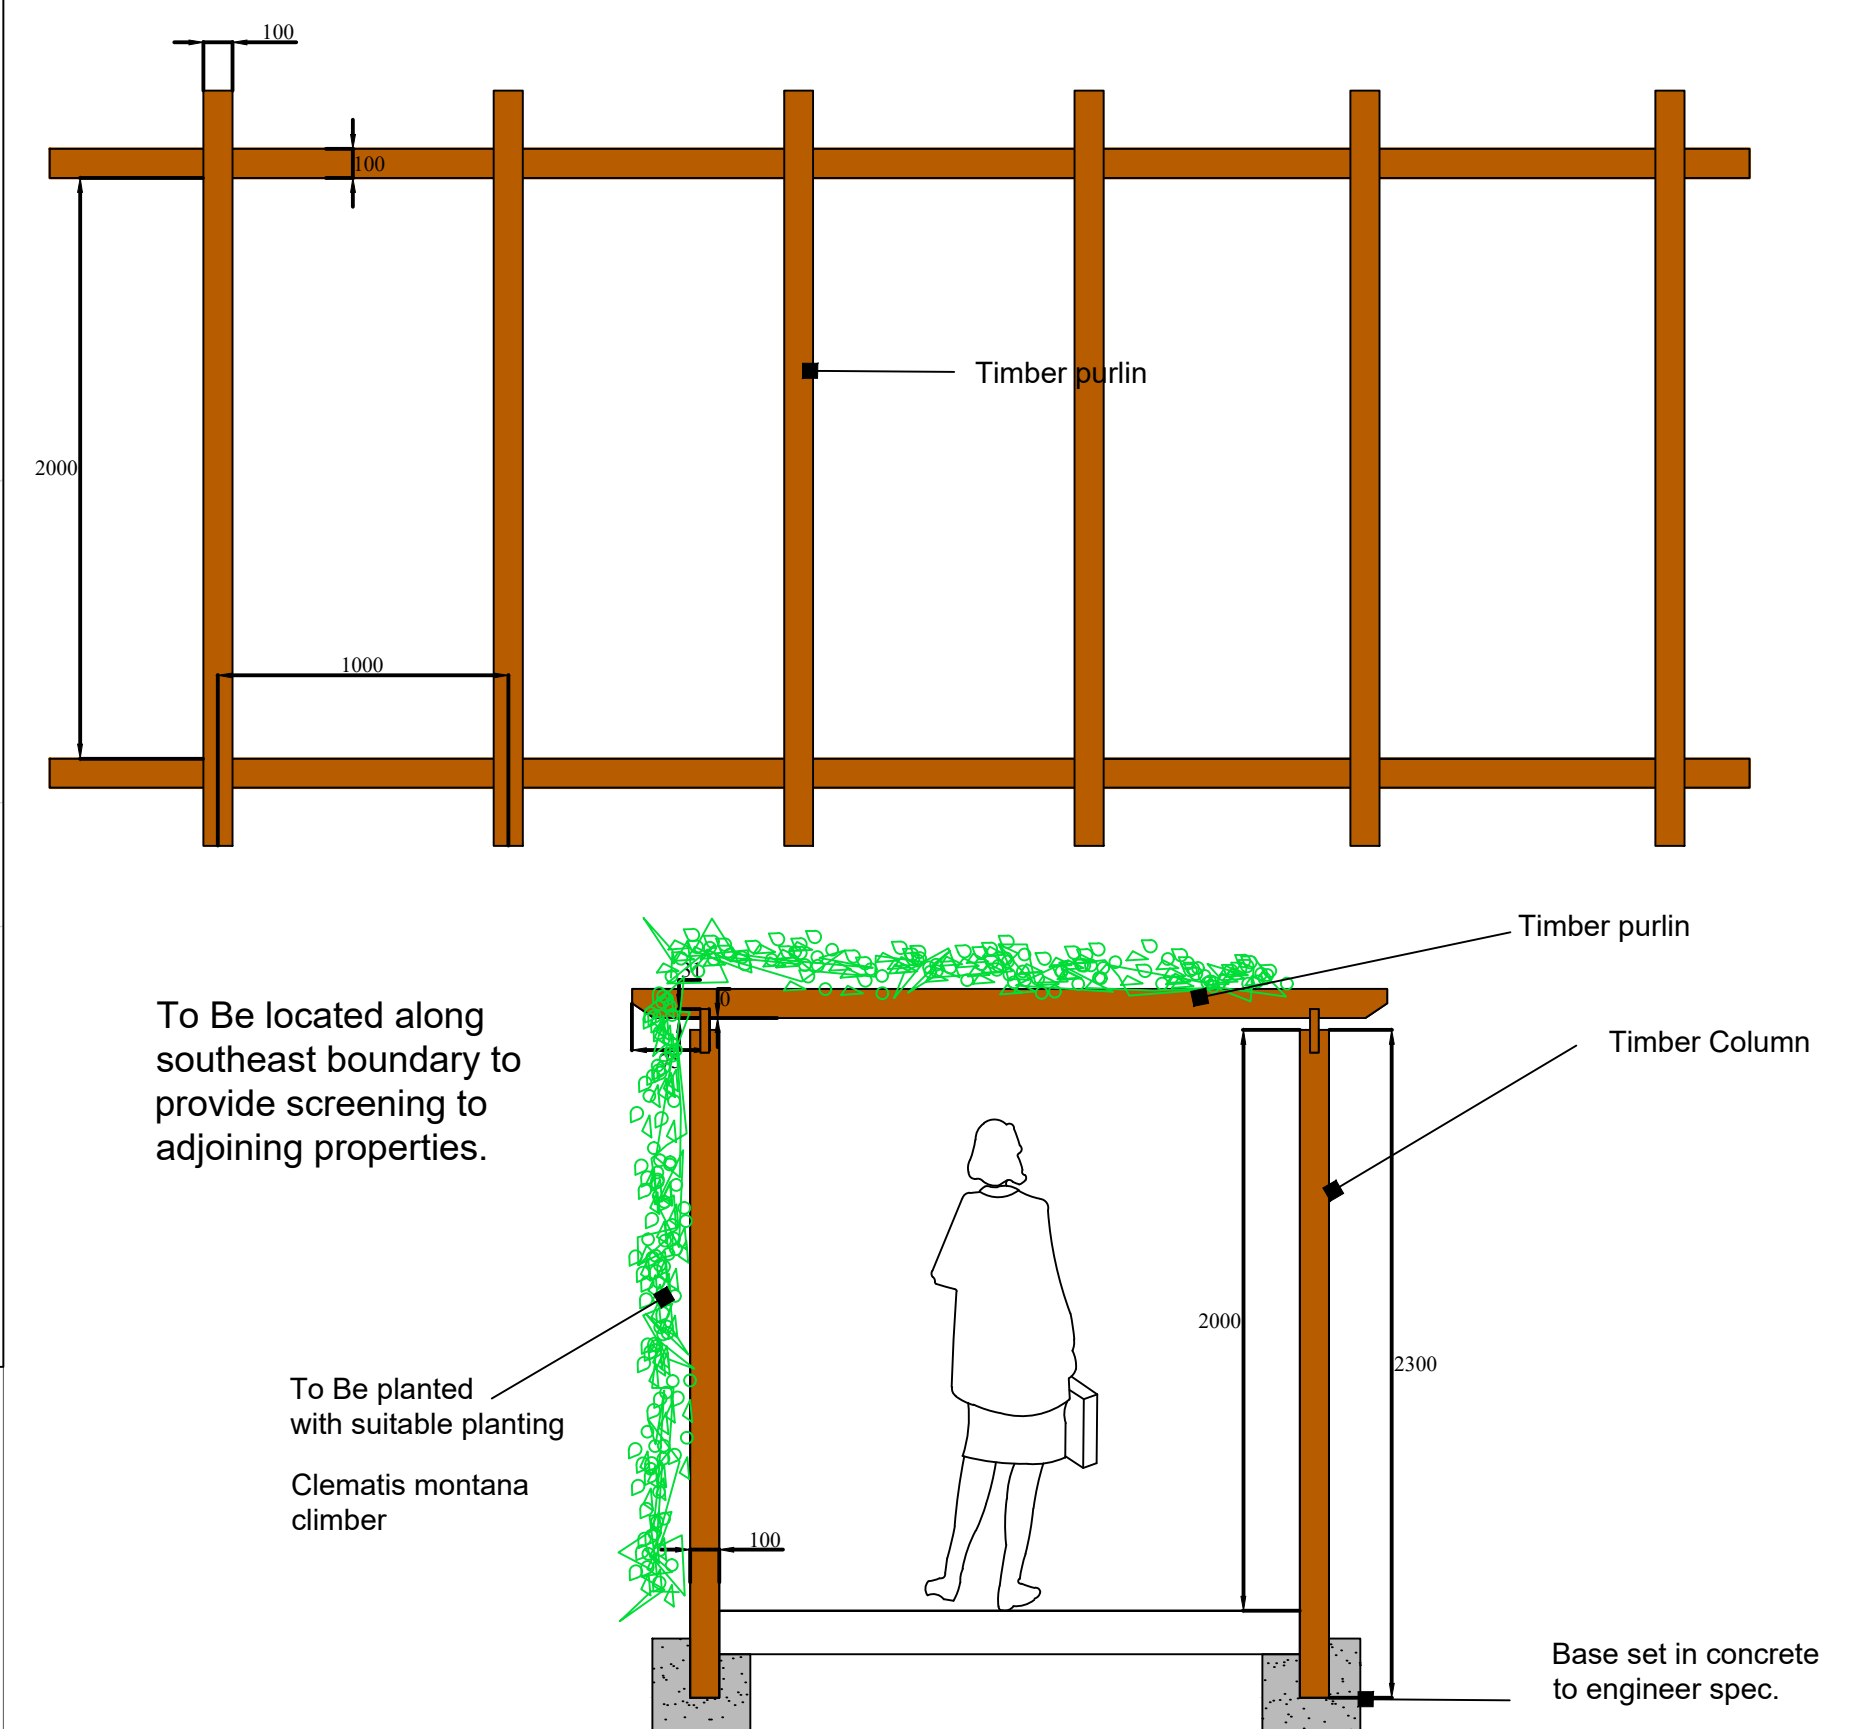 100
100
Timber purlin
2000
1000
Timber purlin
To Be located along
southeast boundary to
provide screening to
adjoining properties.
Timber Column
2000
2300
To Be planted
with suitable planting
Clematis montana
climber
100
Base set in concrete
to engineer spec.